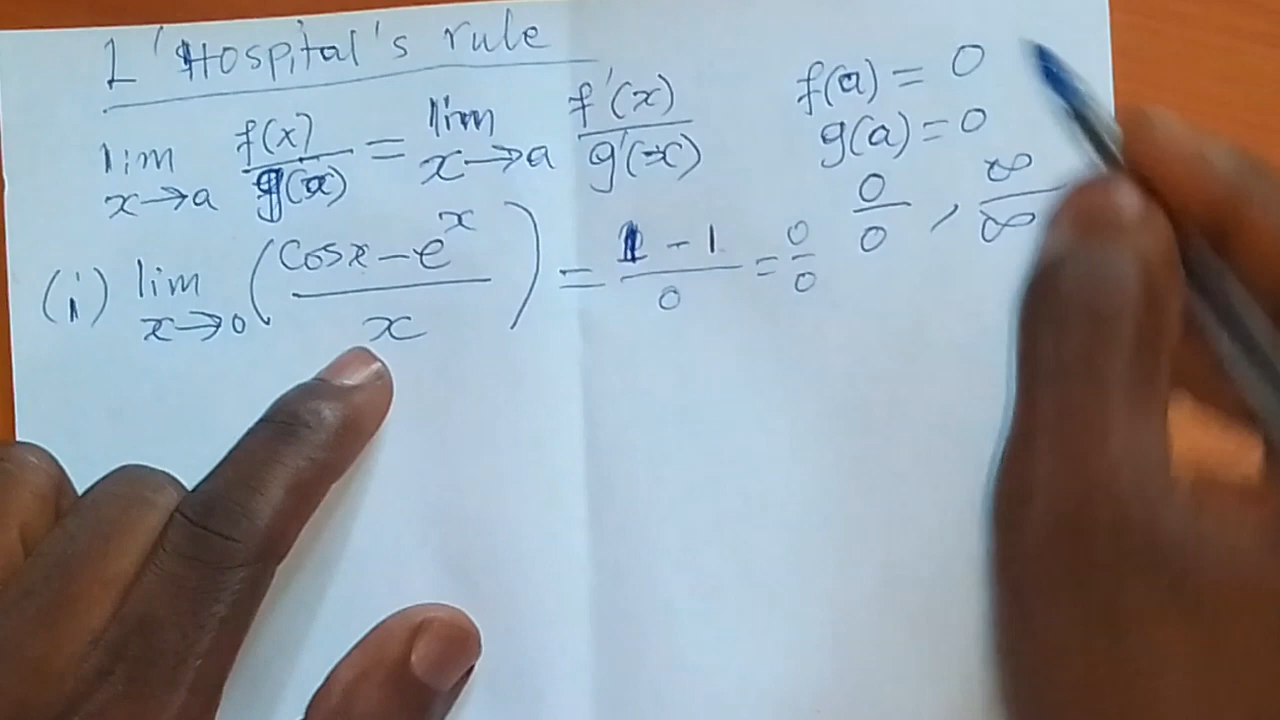 L'Hospital's rule
lim x→a f(x)/g(x) = lim x→a f'(x)/g'(x)
f(a) = 0
g(a) = 0
0/0 , ∞/∞
(i) lim x→0 ((cosx - e^x)/x) = (1 - 1)/0 = 0/0